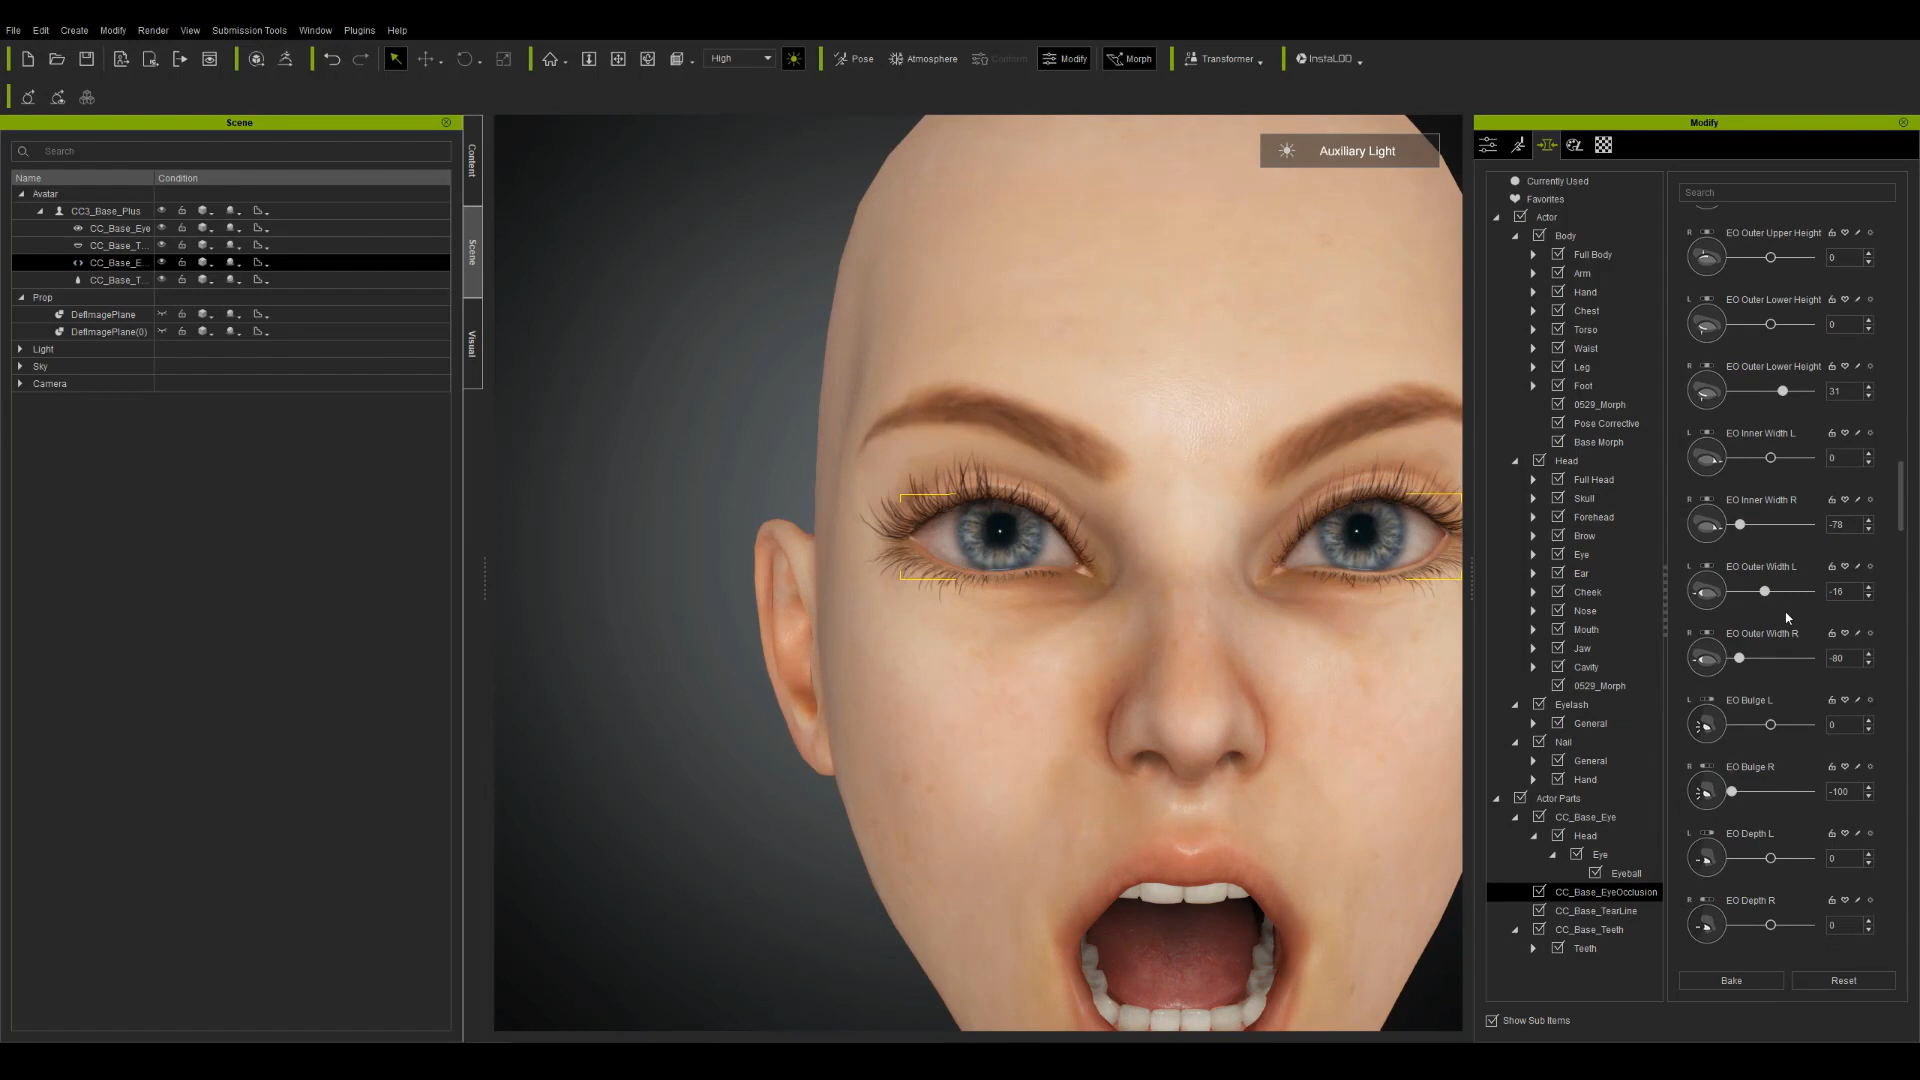 File Edit Create Modify Render View Submission Tools Window Plugins Help
High Pose Atmosphere Conform Modify Morph Transformer InstaLOD
Scene
Search
Name Condition
Avatar
CC3_Base_Plus
CC_Base_Eye
CC_Base_T...
CC_Base_E...
CC_Base_T...
Prop
DefImagePlane
DefImagePlane(0)
Light
Sky
Camera
Content
Scene
Visual
Auxiliary Light
Modify
Currently Used
Favorites
Actor
Body
Full Body
Arm
Hand
Chest
Torso
Waist
Leg
Foot
0529_Morph
Pose Corrective
Base Morph
Head
Full Head
Skull
Forehead
Brow
Eye
Ear
Cheek
Nose
Mouth
Jaw
Cavity
0529_Morph
Eyelash
General
Nail
General
Hand
Actor Parts
CC_Base_Eye
Head
Eye
Eyeball
CC_Base_EyeOcclusion
CC_Base_TearLine
CC_Base_Teeth
Teeth
Show Sub Items
Search
R EO Outer Upper Height
0
L EO Outer Lower Height
0
R EO Outer Lower Height
31
L EO Inner Width L
0
R EO Inner Width R
-78
L EO Outer Width L
-16
R EO Outer Width R
-80
L EO Bulge L
0
R EO Bulge R
-100
L EO Depth L
0
R EO Depth R
0
Bake Reset